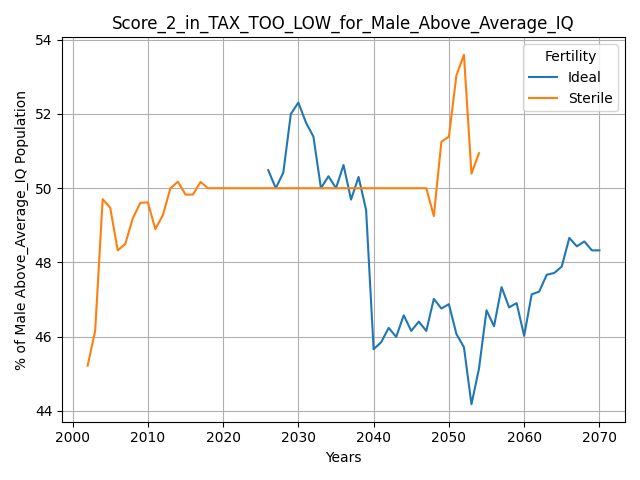 Score_2_in_TAX_TOO_LOW_for_Male_Above_Average_IQ
% of Male Above_Average_IQ Population
54
52
50
48
46
44
Fertility
Ideal
Sterile
2000 2010 2020 2030 2040 2050 2060 2070
Years